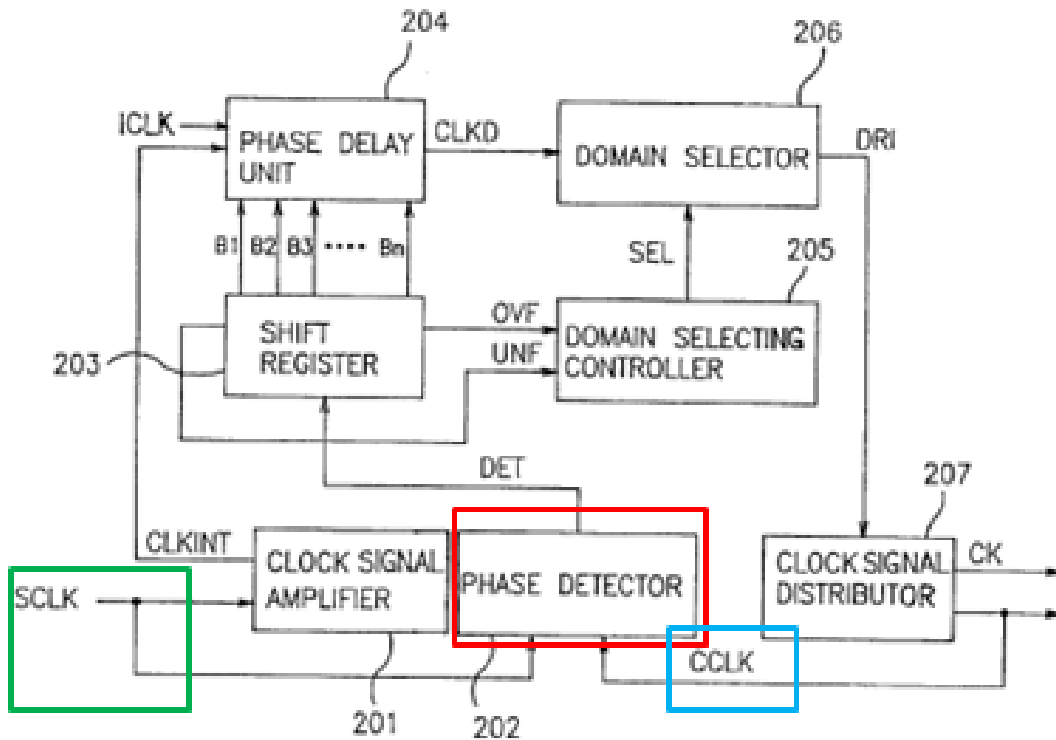 204
206
iCLK
PHASE DELAY
UNIT
CLKD
DOMAIN SELECTOR
DRI
B1 B2 B3 ···· Bn
SEL
205
SHIFT
REGISTER
OVF
UNF
DOMAIN SELECTING
CONTROLLER
203
DET
207
CLKINT
CLOCK SIGNAL
AMPLIFIER
PHASE DETECTOR
CLOCK SIGNAL
DISTRIBUTOR
CK
SCLK
CCLK
201
202